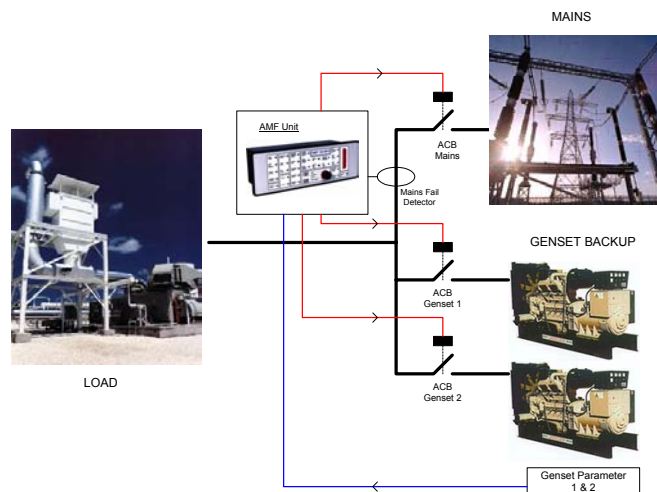 MAINS
AMF Unit
ACB
Mains
Mains Fail
Detector
GENSET BACKUP
ACB
Genset 1
LOAD
ACB
Genset 2
Genset Parameter
1 & 2